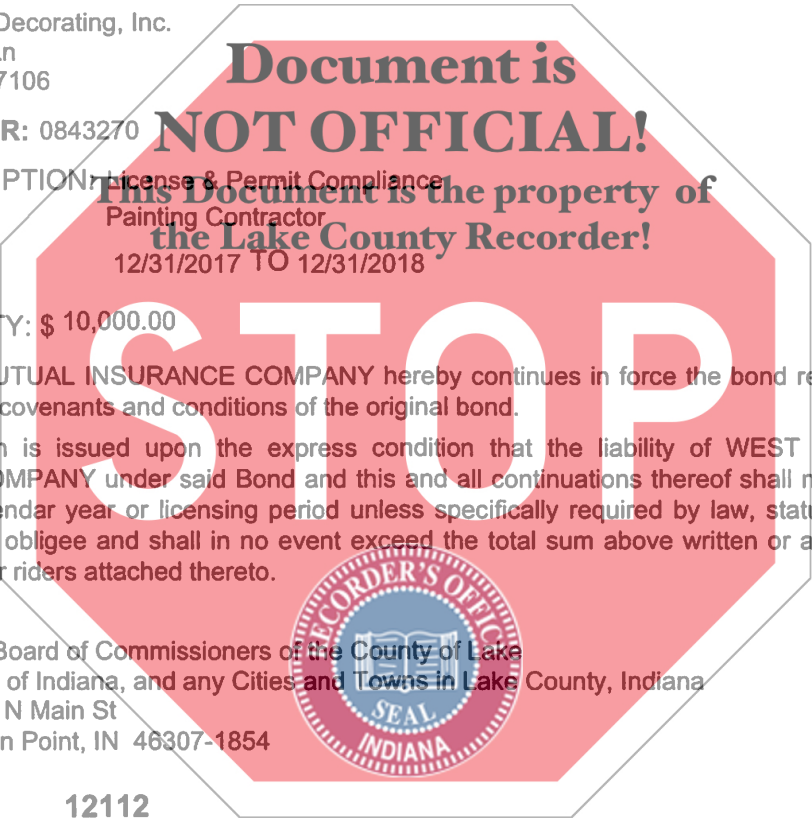 Decorating, Inc.
7106
Document is
NOT OFFICIAL!
This Document is the property of
the Lake County Recorder!
R: 0843270
PTION: License & Permit Compliance
Painting Contractor
12/31/2017 TO 12/31/2018
TY: $ 10,000.00
STOP
UTUAL INSURANCE COMPANY hereby continues in force the bond re
covenants and conditions of the original bond.
n is issued upon the express condition that the liability of WEST
OMPANY under said Bond and this and all continuations thereof shall n
ndar year or licensing period unless specifically required by law, statu
obligee and shall in no event exceed the total sum above written or a
r riders attached thereto.
RECORDER'S OFFICE
SEAL
INDIANA
Board of Commissioners of the County of Lake
of Indiana, and any Cities and Towns in Lake County, Indiana
N Main St
n Point, IN 46307-1854
12112